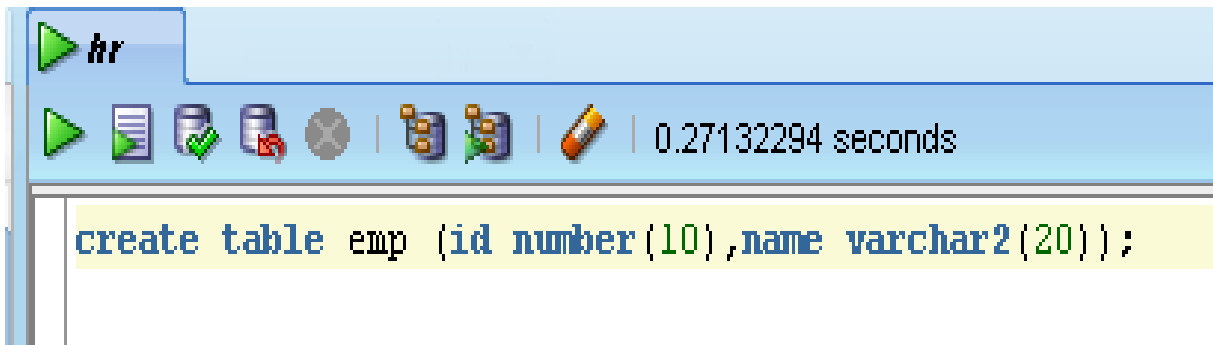 hr
0.27132294 seconds
create table emp (id number(10),name varchar2(20));